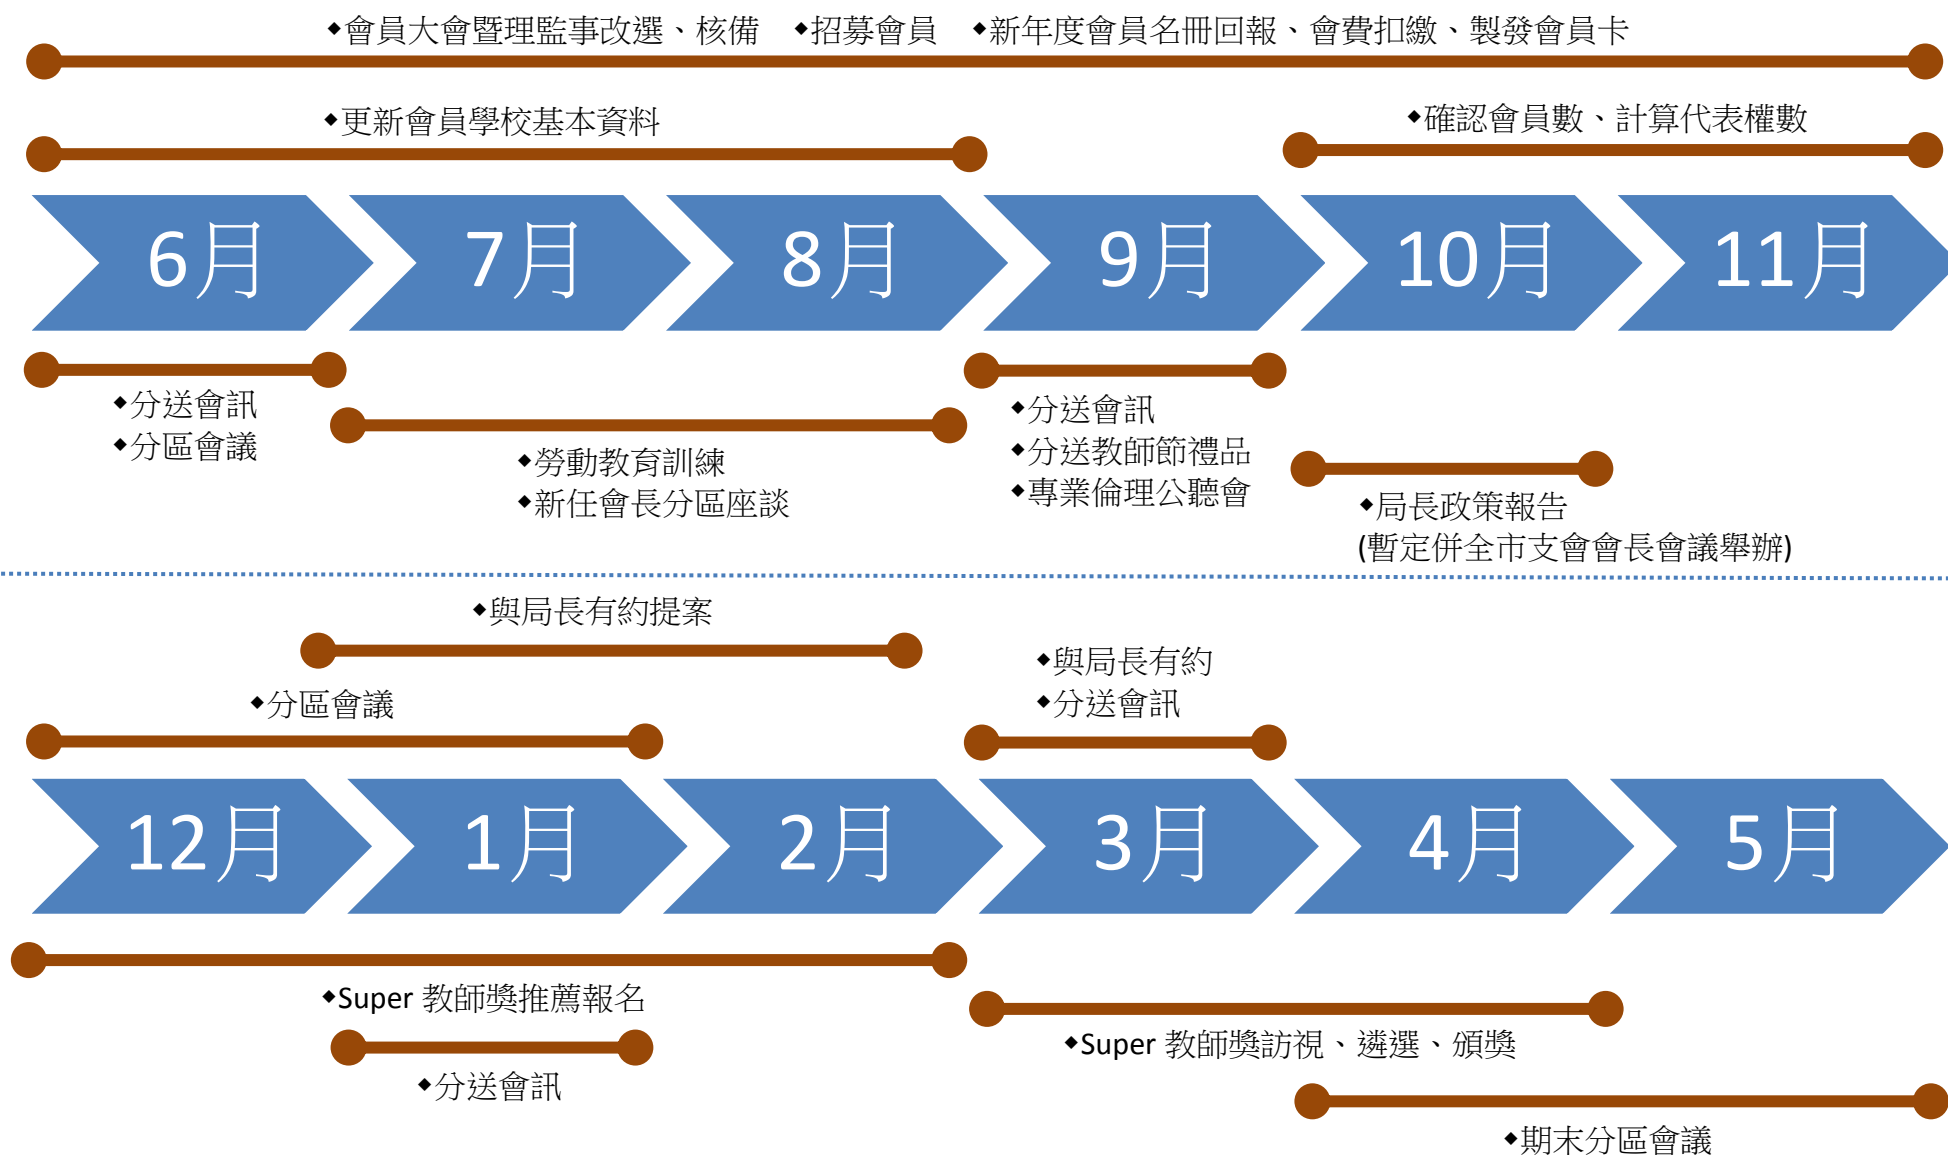 ◆會員大會暨理監事改選、核備 ◆招募會員 ◆新年度會員名冊回報、會費扣繳、製發會員卡
◆更新會員學校基本資料
◆確認會員數、計算代表權數
6月
7月
8月
9月
10月
11月
◆分送會訊
◆分區會議
◆勞動教育訓練
◆新任會長分區座談
◆分送會訊
◆分送教師節禮品
◆專業倫理公聽會
◆局長政策報告
(暫定併全市支會會長會議舉辦)
◆與局長有約提案
◆分區會議
◆與局長有約
◆分送會訊
12月
1月
2月
3月
4月
5月
◆Super 教師獎推薦報名
◆分送會訊
◆Super 教師獎訪視、遴選、頒獎
◆期末分區會議